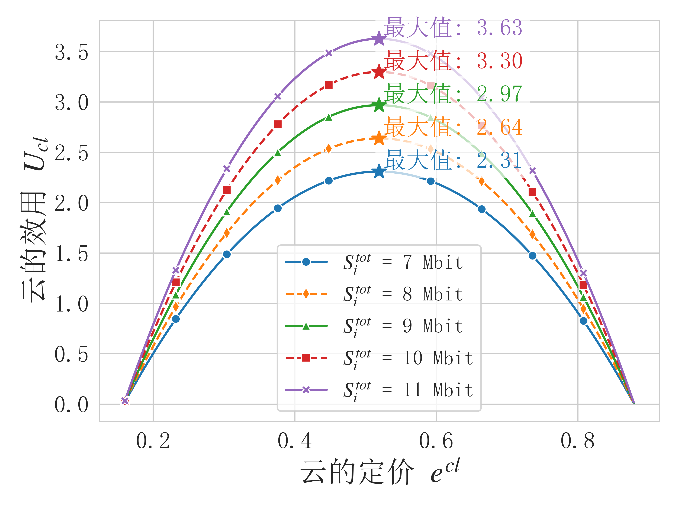 最大值: 3.63
最大值: 3.30
最大值: 2.97
最大值: 2.64
最大值: 2.31
3.5
3.0
2.5
2.0
1.5
1.0
0.5
0.0
云的效用 U_{cl}
S_i^{tot} = 7 Mbit
S_i^{tot} = 8 Mbit
S_i^{tot} = 9 Mbit
S_i^{tot} = 10 Mbit
S_i^{tot} = 11 Mbit
0.2 0.4 0.6 0.8
云的定价 e^{cl}